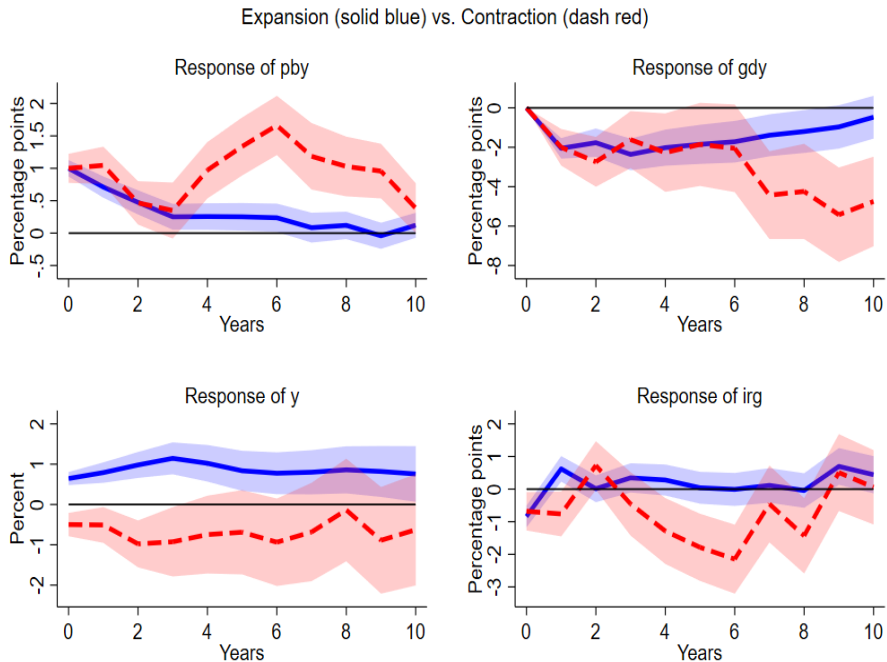 Expansion (solid blue) vs. Contraction (dash red)
Response of pby
Percentage points
2
1.5
1
.5
0
-.5
0 2 4 6 8 10
Years
Response of gdy
Percentage points
0
-2
-4
-6
-8
0 2 4 6 8 10
Years
Response of y
Percent
2
1
0
-1
-2
0 2 4 6 8 10
Years
Response of irg
Percentage points
2
1
0
-1
-2
-3
0 2 4 6 8 10
Years